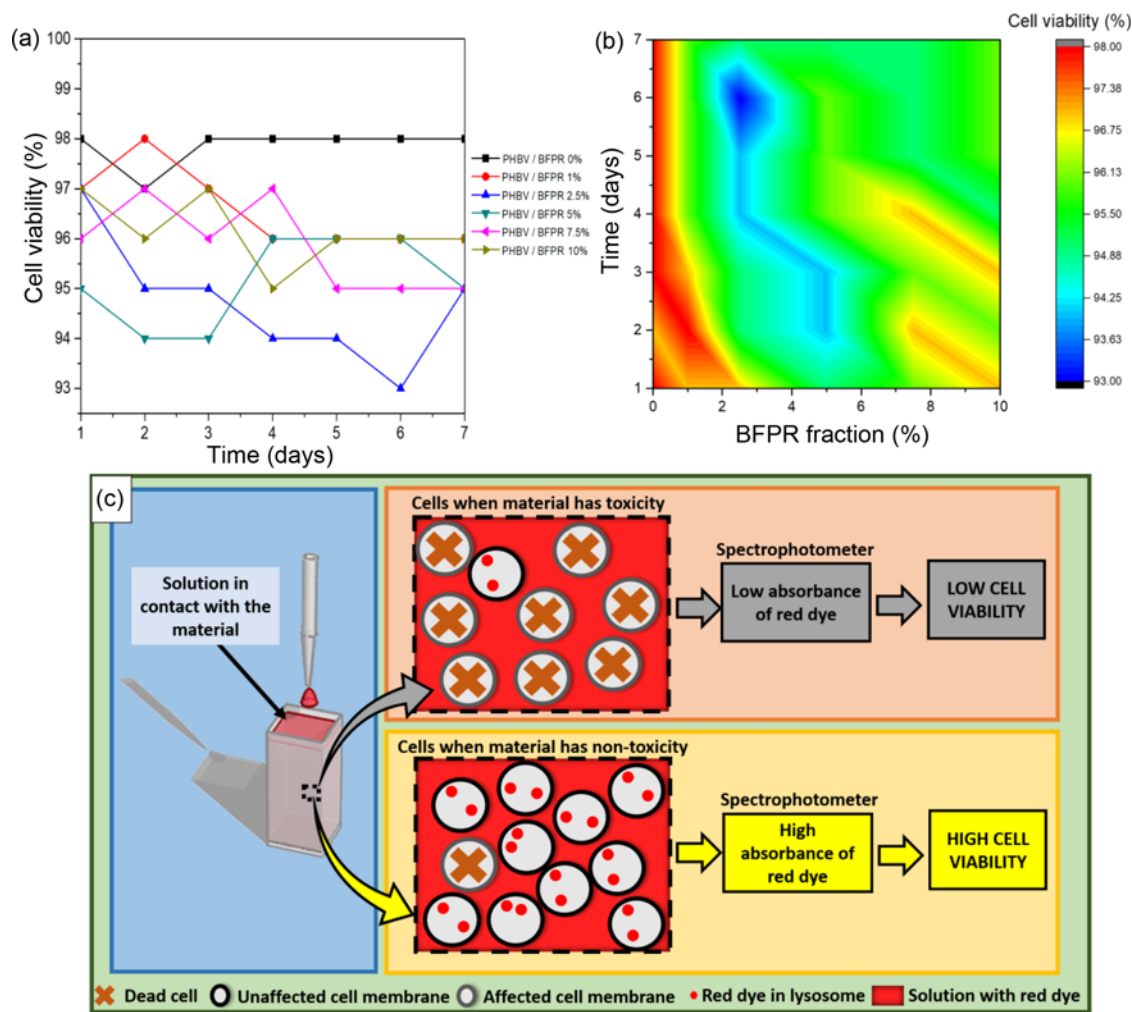 (a)
100
99
98
97
96
95
94
93
Cell viability (%)
1 2 3 4 5 6 7
Time (days)
PHBV / BFPR 0%
PHBV / BFPR 1%
PHBV / BFPR 2.5%
PHBV / BFPR 5%
PHBV / BFPR 7.5%
PHBV / BFPR 10%
(b)
Cell viability (%)
7
6
5
4
3
2
1
Time (days)
0 2 4 6 8 10
BFPR fraction (%)
98.00
97.38
96.75
96.13
95.50
94.88
94.25
93.63
93.00
(c)
Solution in
contact with the
material
Cells when material has toxicity
Spectrophotometer
Low absorbance
of red dye
LOW CELL
VIABILITY
Cells when material has non-toxicity
Spectrophotometer
High
absorbance of
red dye
HIGH CELL
VIABILITY
Dead cell Unaffected cell membrane Affected cell membrane Red dye in lysosome Solution with red dye